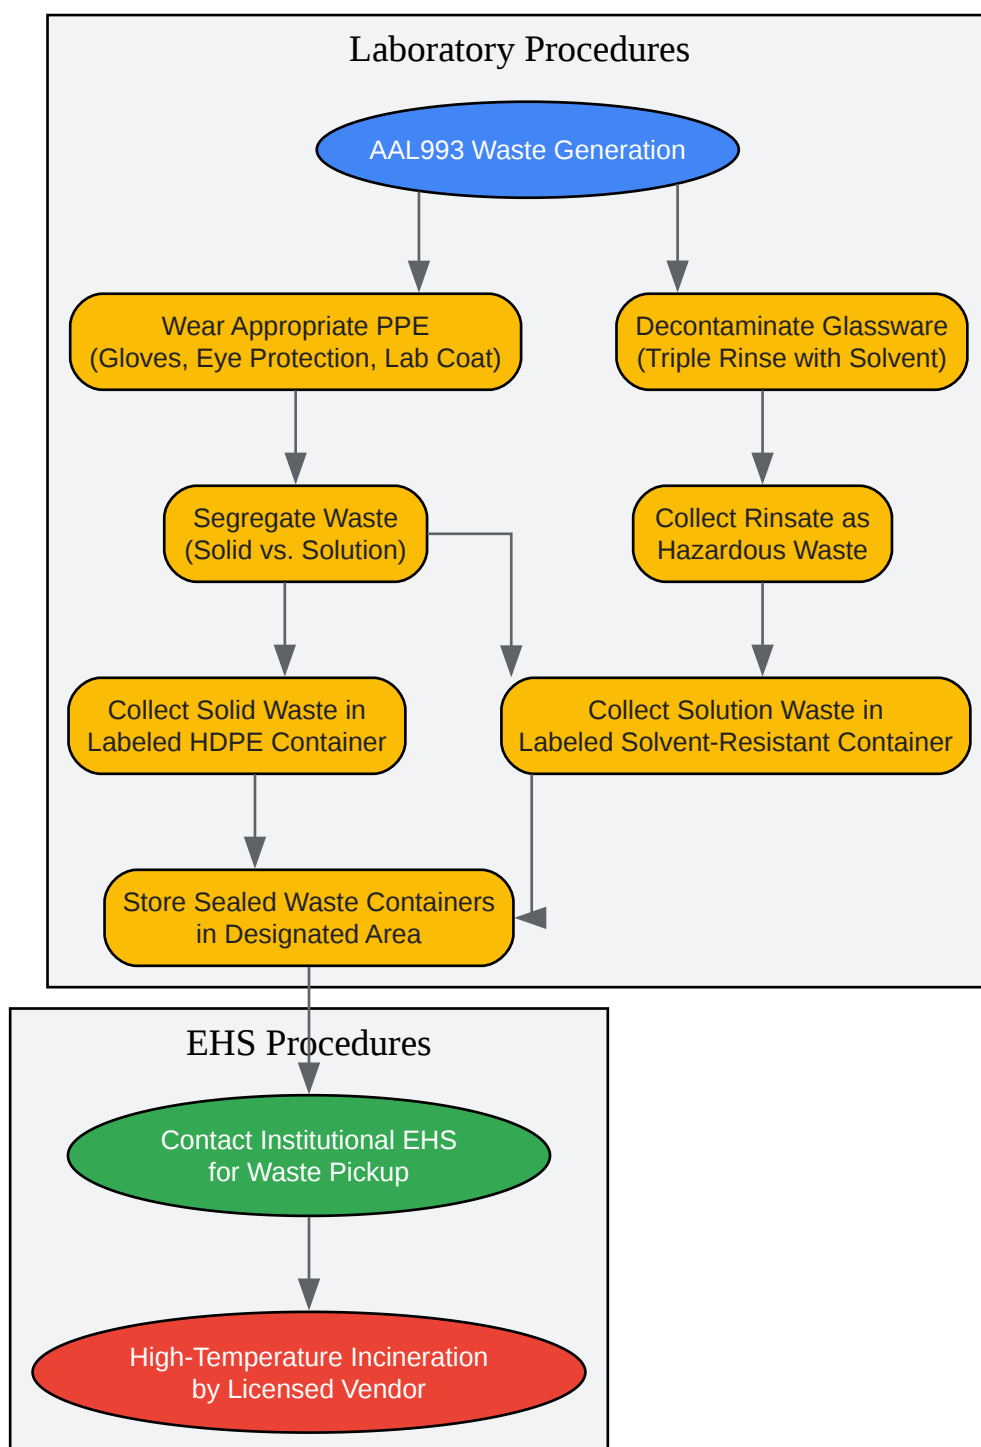 Laboratory Procedures
AAL993 Waste Generation
Wear Appropriate PPE
(Gloves, Eye Protection, Lab Coat)
Decontaminate Glassware
(Triple Rinse with Solvent)
Segregate Waste
(Solid vs. Solution)
Collect Rinsate as
Hazardous Waste
Collect Solid Waste in
Labeled HDPE Container
Collect Solution Waste in
Labeled Solvent-Resistant Container
Store Sealed Waste Containers
in Designated Area
EHS Procedures
Contact Institutional EHS
for Waste Pickup
High-Temperature Incineration
by Licensed Vendor